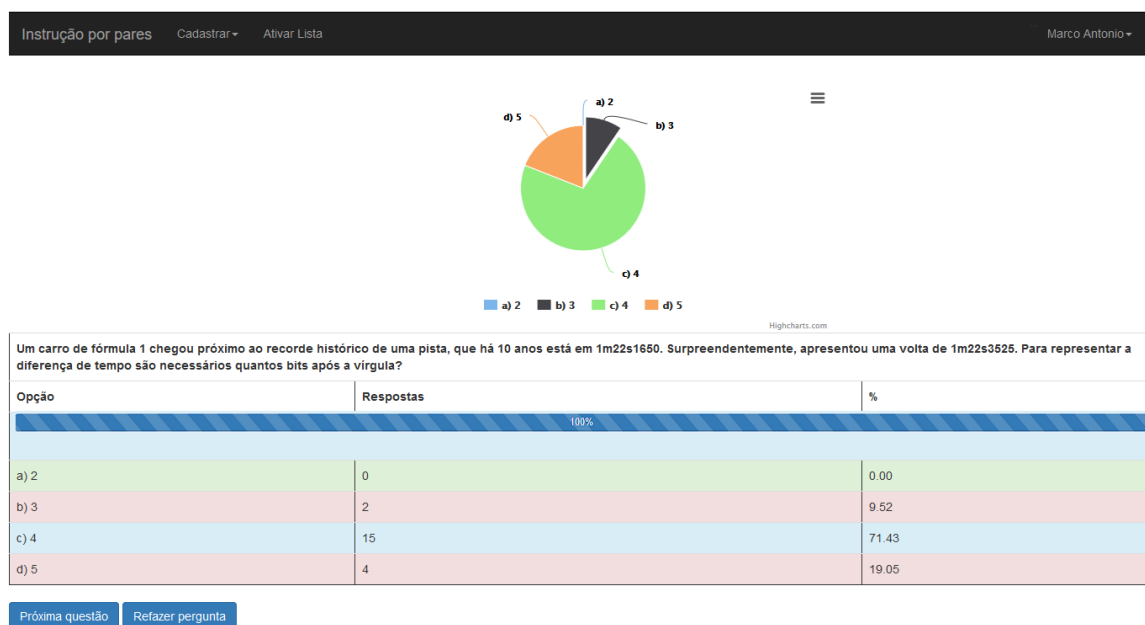 Instrução por pares Cadastrar Ativar Lista Marco Antonio
a) 2
d) 5
b) 3
c) 4
a) 2 b) 3 c) 4 d) 5
Highcharts.com
Um carro de fórmula 1 chegou próximo ao recorde histórico de uma pista, que há 10 anos está em 1m22s1650. Surpreendentemente, apresentou uma volta de 1m22s3525. Para representar a
diferença de tempo são necessários quantos bits após a vírgula?
Opção Respostas %
100%
a) 2 0 0.00
b) 3 2 9.52
c) 4 15 71.43
d) 5 4 19.05
Próxima questão Refazer pergunta